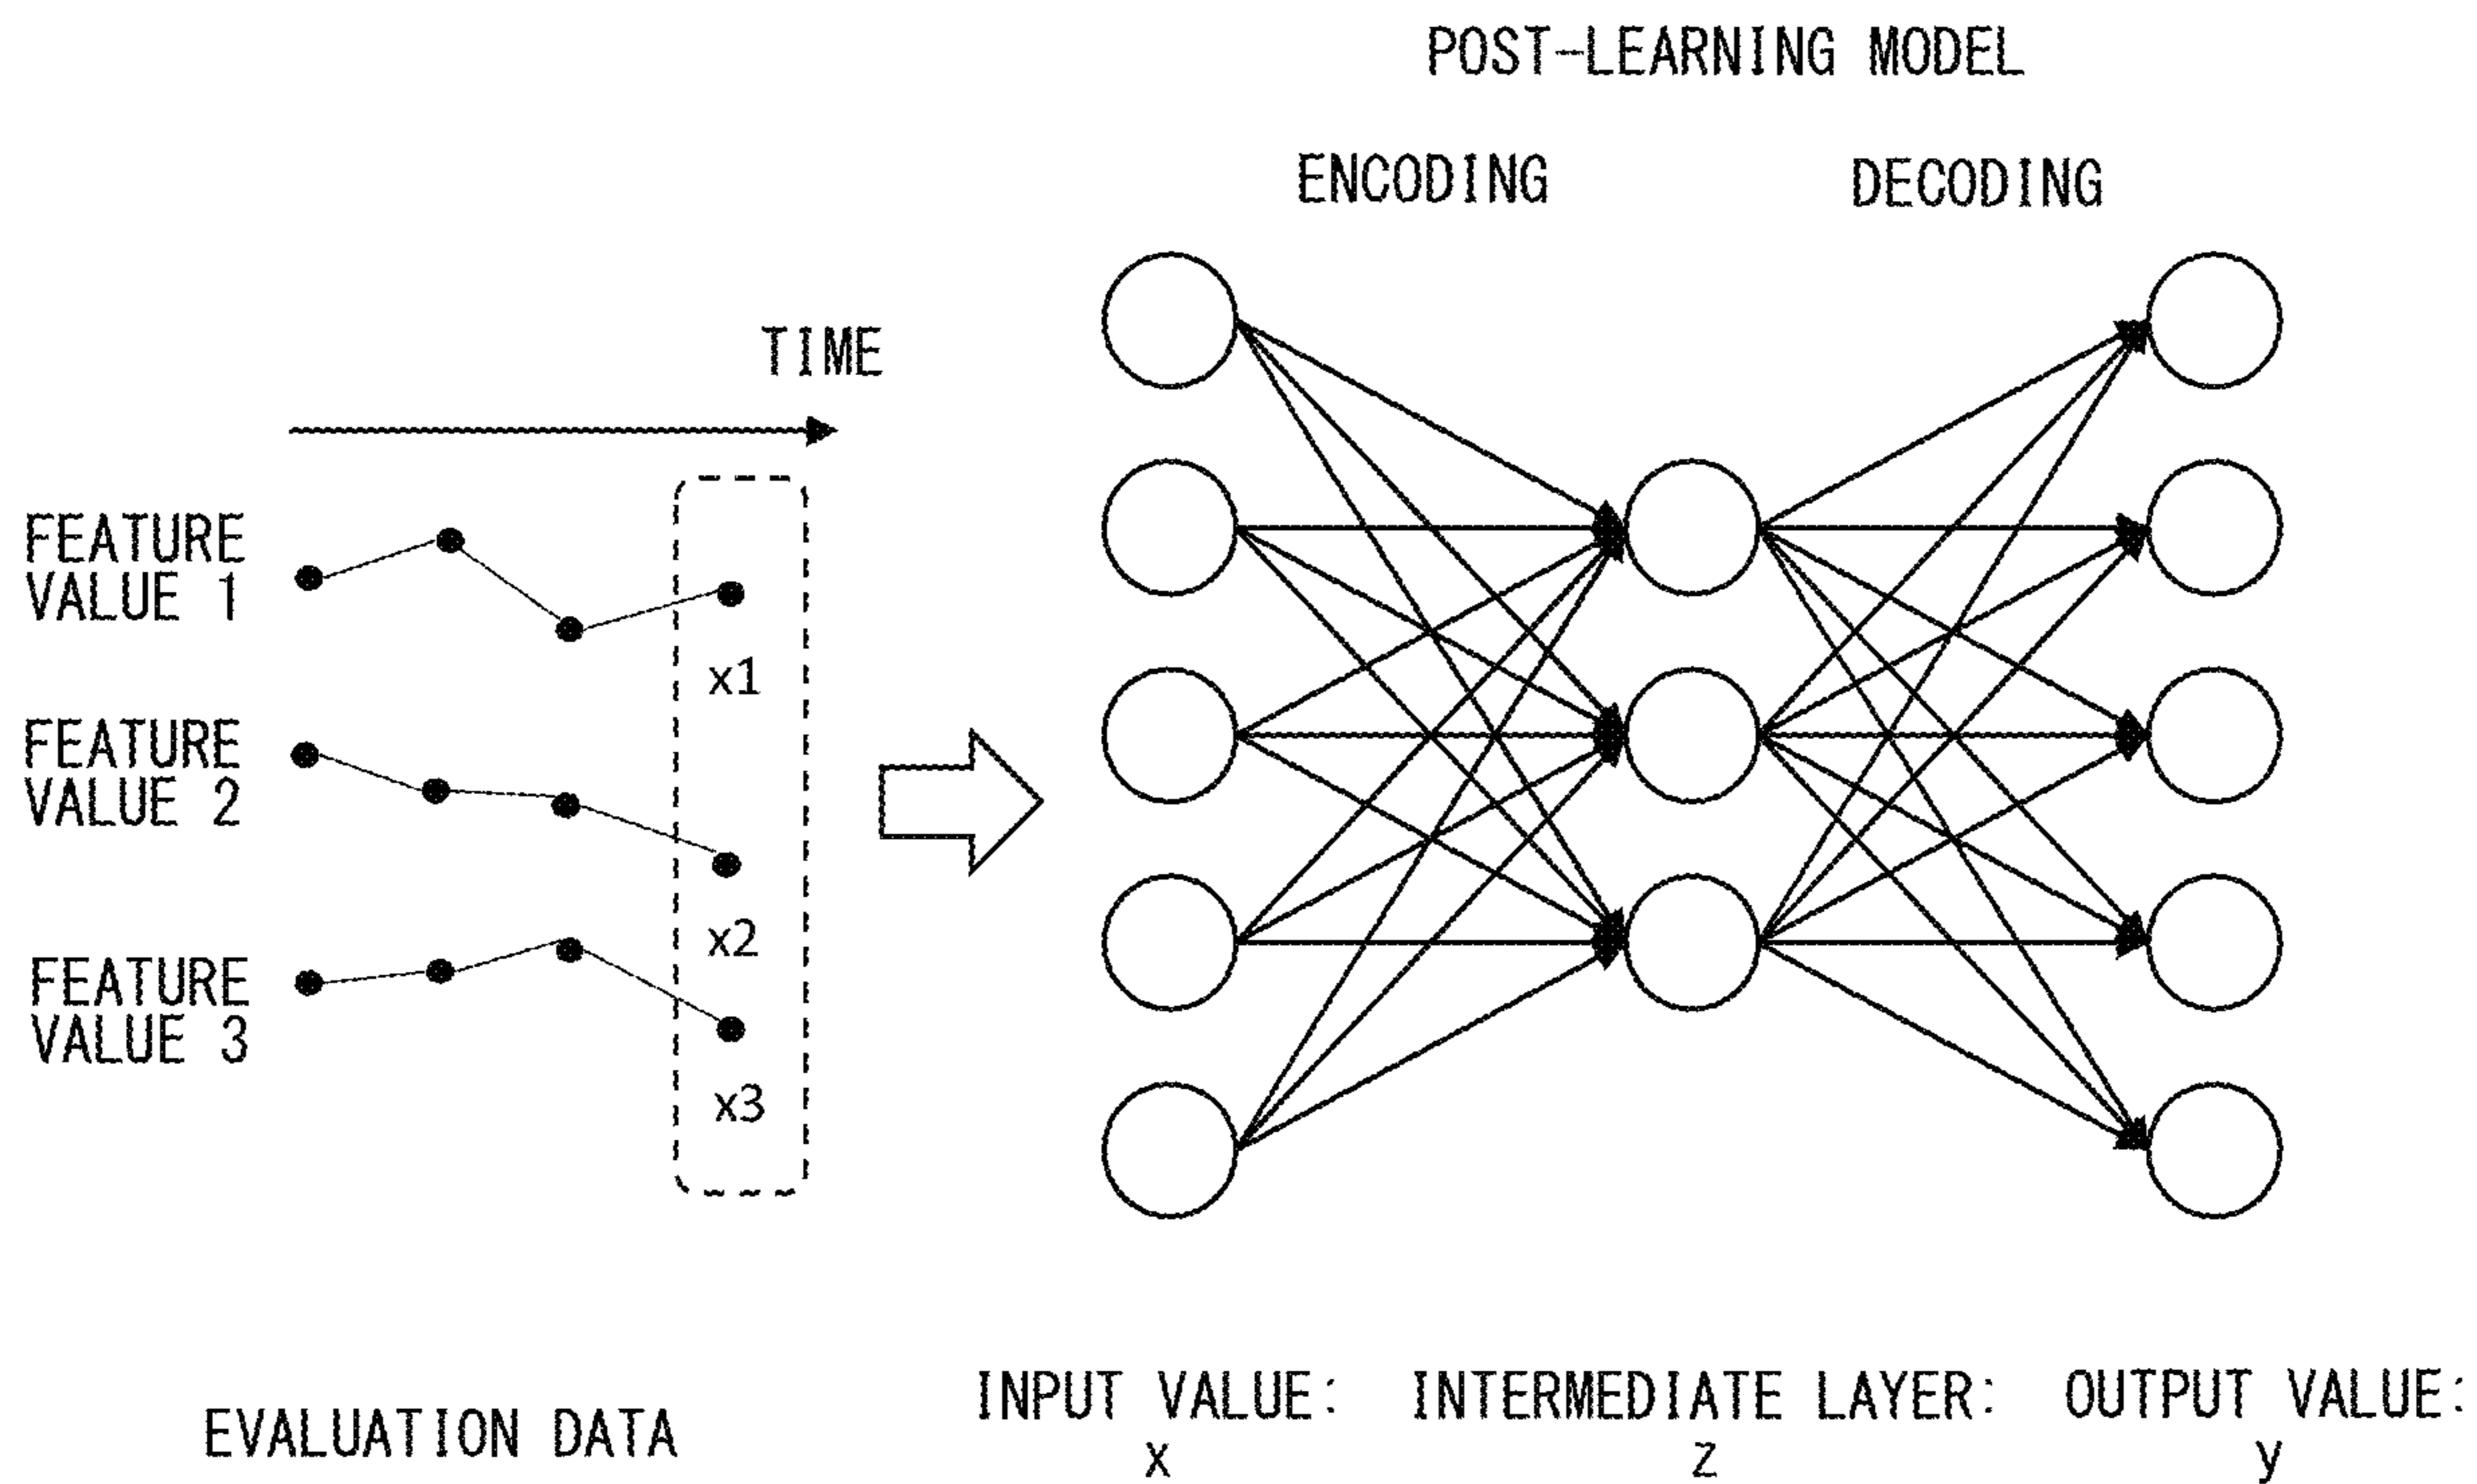 POST-LEARNING MODEL
ENCODING
DECODING
TIME
FEATURE
VALUE 1
x1
FEATURE
VALUE 2
x2
FEATURE
VALUE 3
x3
EVALUATION DATA
INPUT VALUE:
x
INTERMEDIATE LAYER:
z
OUTPUT VALUE:
y